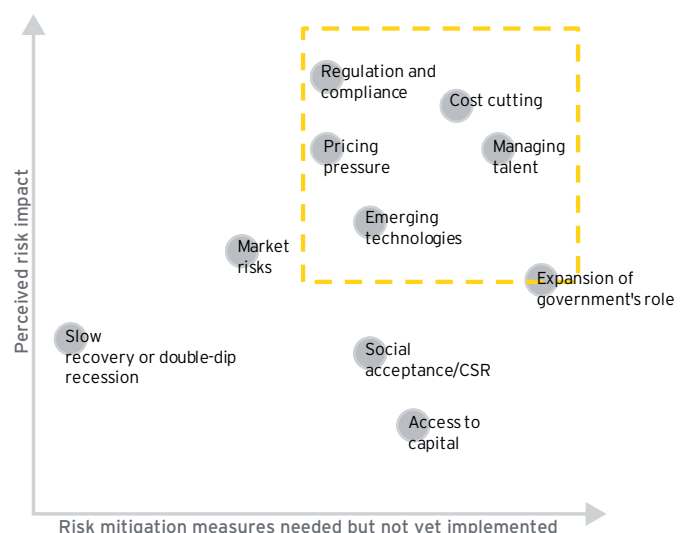 Regulation and
compliance
Cost cutting
Pricing
pressure
Managing
talent
Emerging
technologies
Market
risks
Expansion of
government's role
Slow
recovery or double-dip
recession
Social
acceptance/CSR
Access to
capital
Perceived risk impact
Risk mitigation measures needed but not yet implemented